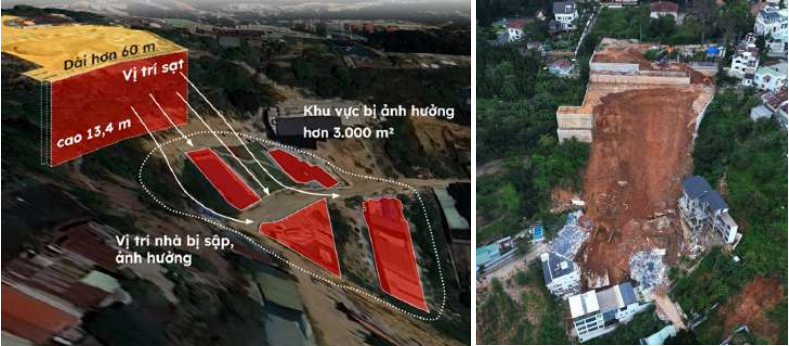 Dài hơn 60 m
Vị trí sạt
cao 13,4 m
Khu vực bị ảnh hưởng
hơn 3.000 m²
Vị trí nhà bị sập,
ảnh hưởng